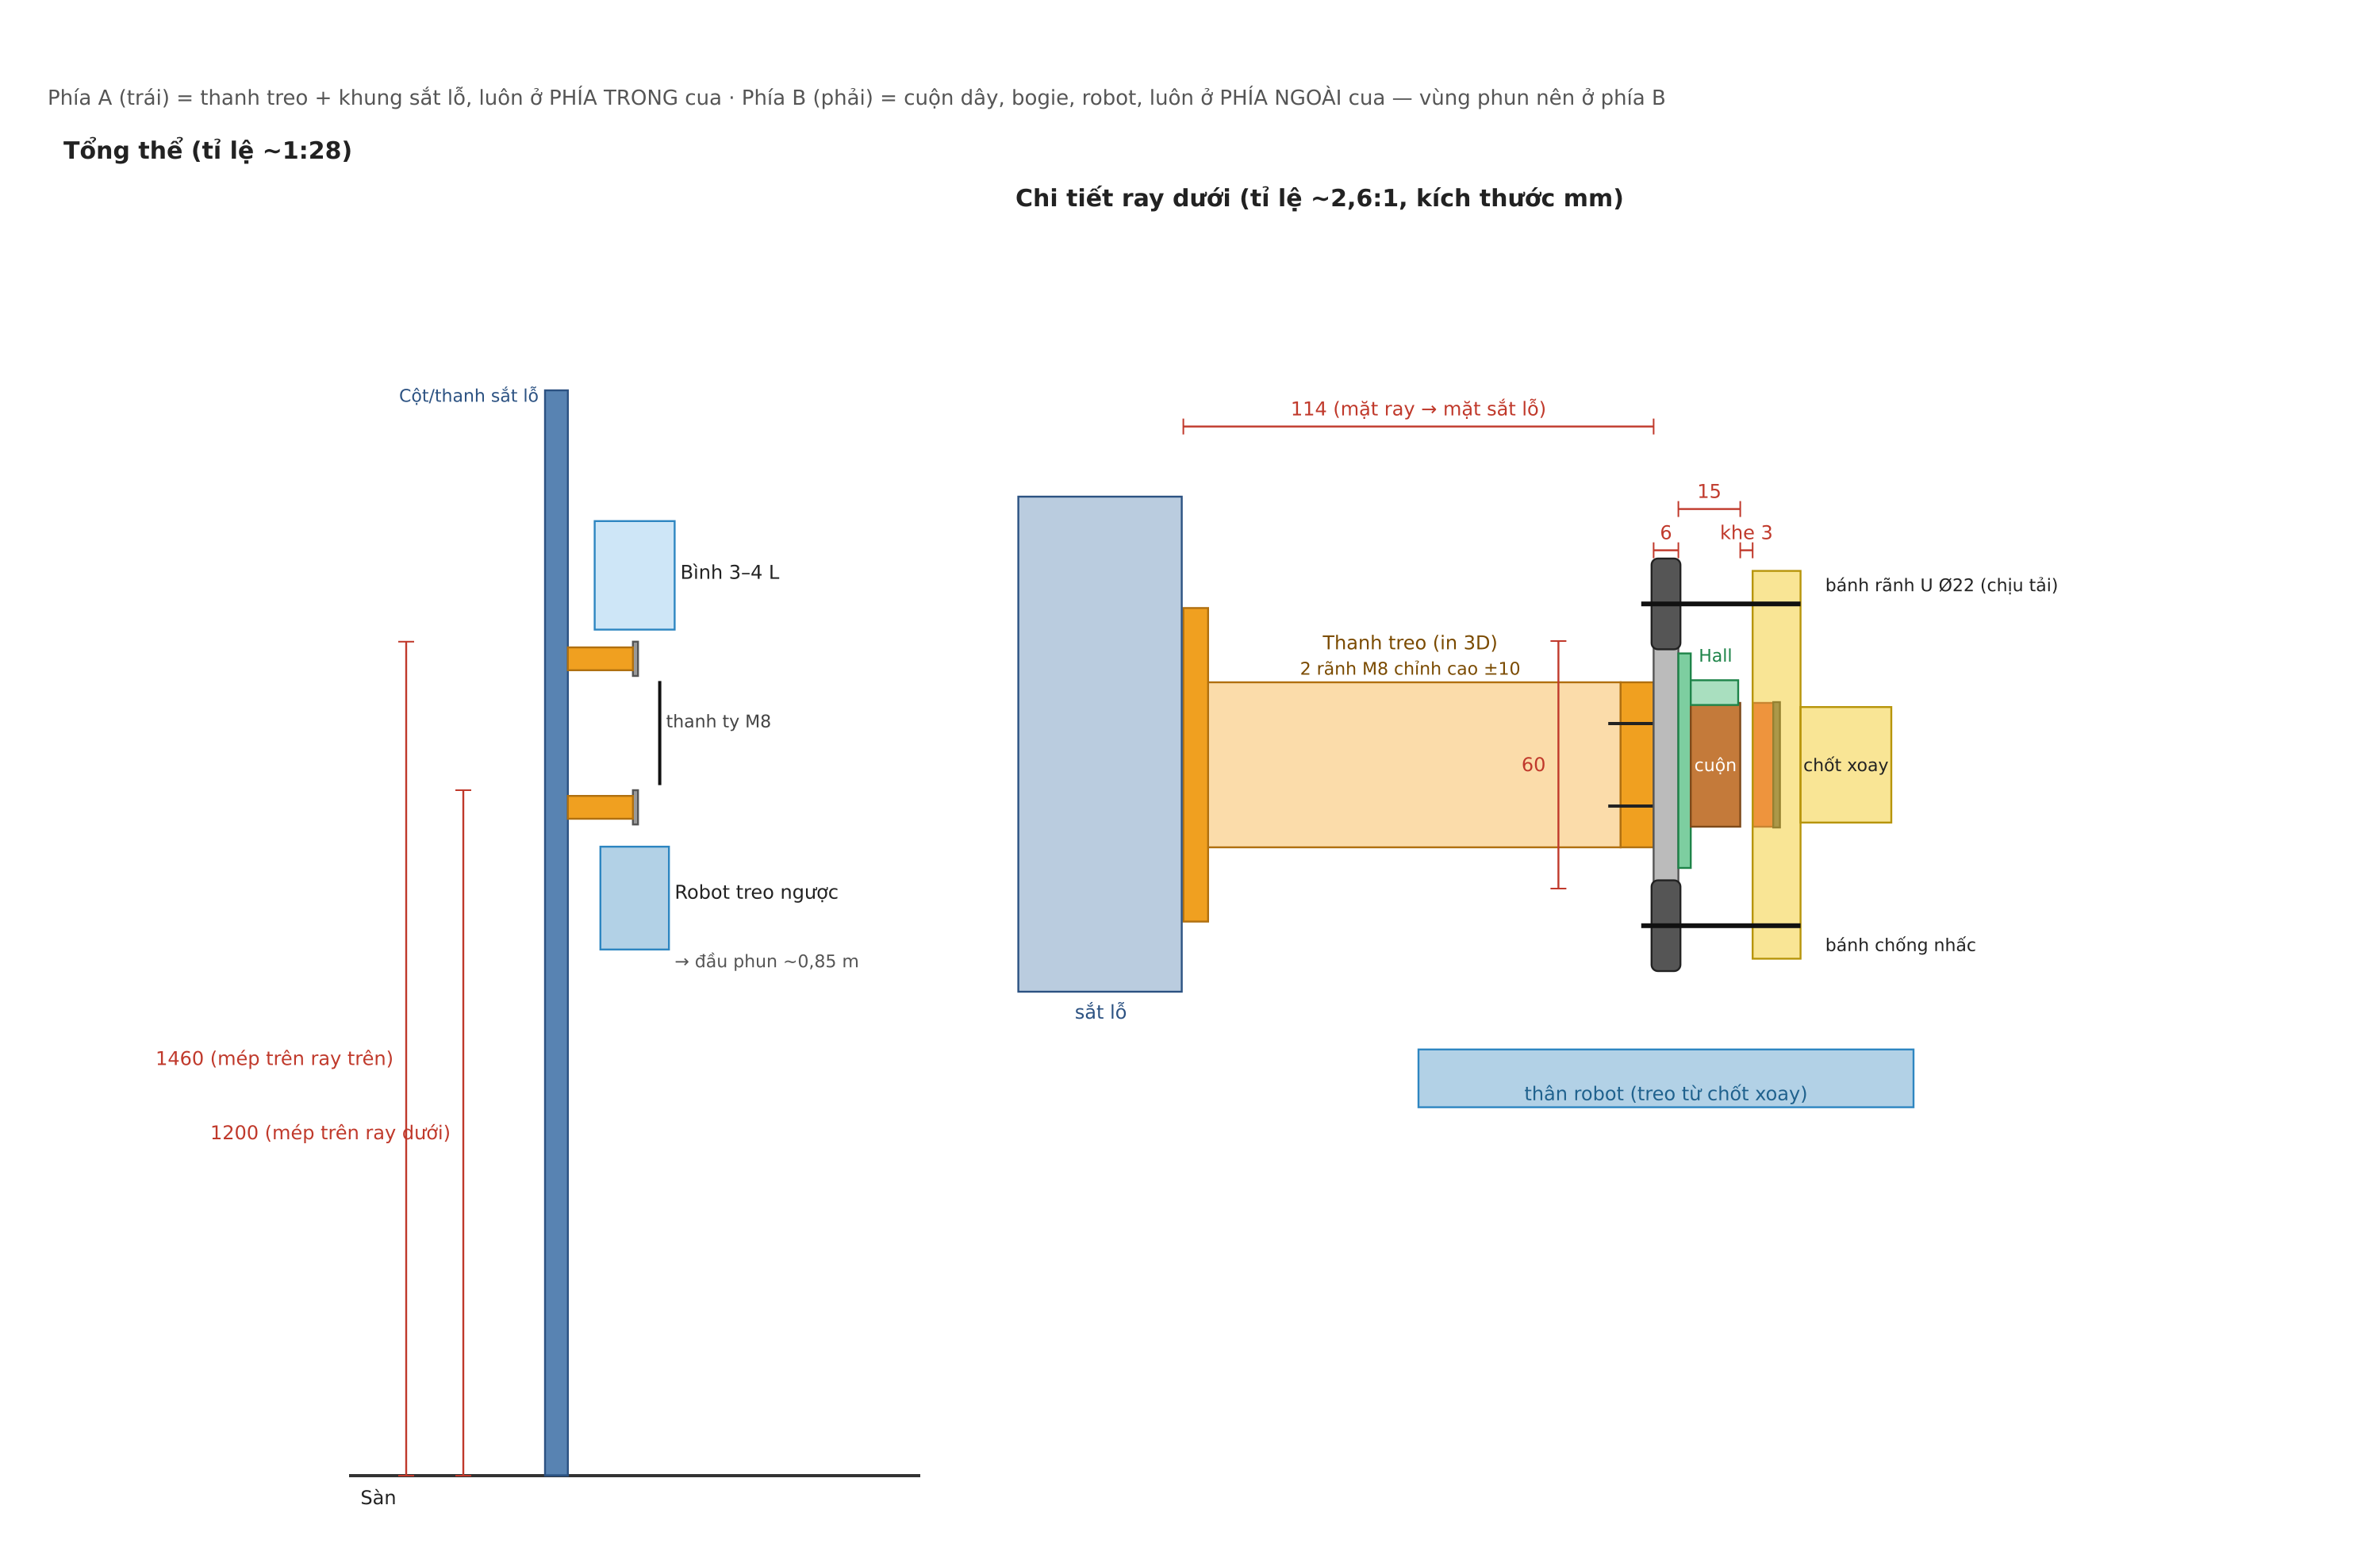 Phía A (trái) = thanh treo + khung sắt lỗ, luôn ở PHÍA TRONG cua · Phía B (phải) = cuộn dây, bogie, robot, luôn ở PHÍA NGOÀI cua — vùng phun nên ở phía B
Tổng thể (tỉ lệ ~1:28)
Chi tiết ray dưới (tỉ lệ ~2,6:1, kích thước mm)
Cột/thanh sắt lỗ
Bình 3–4 L
thanh ty M8
Robot treo ngược
→ đầu phun ~0,85 m
1460 (mép trên ray trên)
1200 (mép trên ray dưới)
Sàn
114 (mặt ray → mặt sắt lỗ)
15
6
khe 3
bánh rãnh U Ø22 (chịu tải)
Thanh treo (in 3D)
2 rãnh M8 chỉnh cao ±10
Hall
60
cuộn
chốt xoay
bánh chống nhấc
sắt lỗ
thân robot (treo từ chốt xoay)